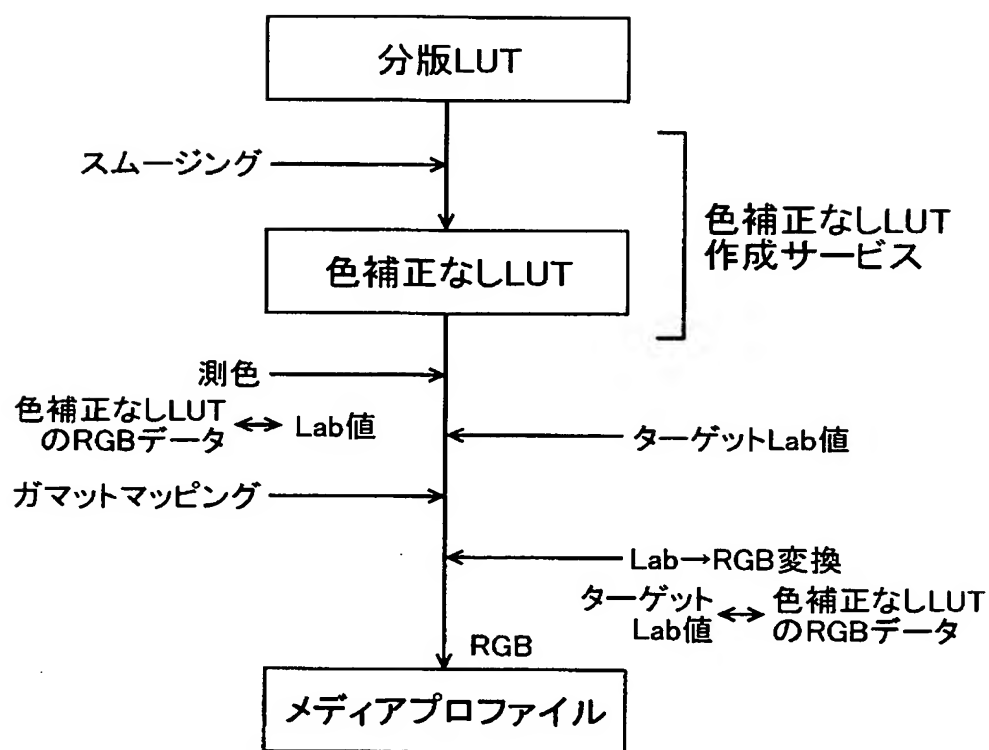 分版LUT
スムージング
色補正なしLUT
作成サービス
色補正なしLUT
測色
色補正なしLUT
のRGBデータ
Lab値
ターゲットLab値
ガマットマッピング
Lab→RGB変換
ターゲット
Lab値
色補正なしLUT
のRGBデータ
RGB
メディアプロファイル